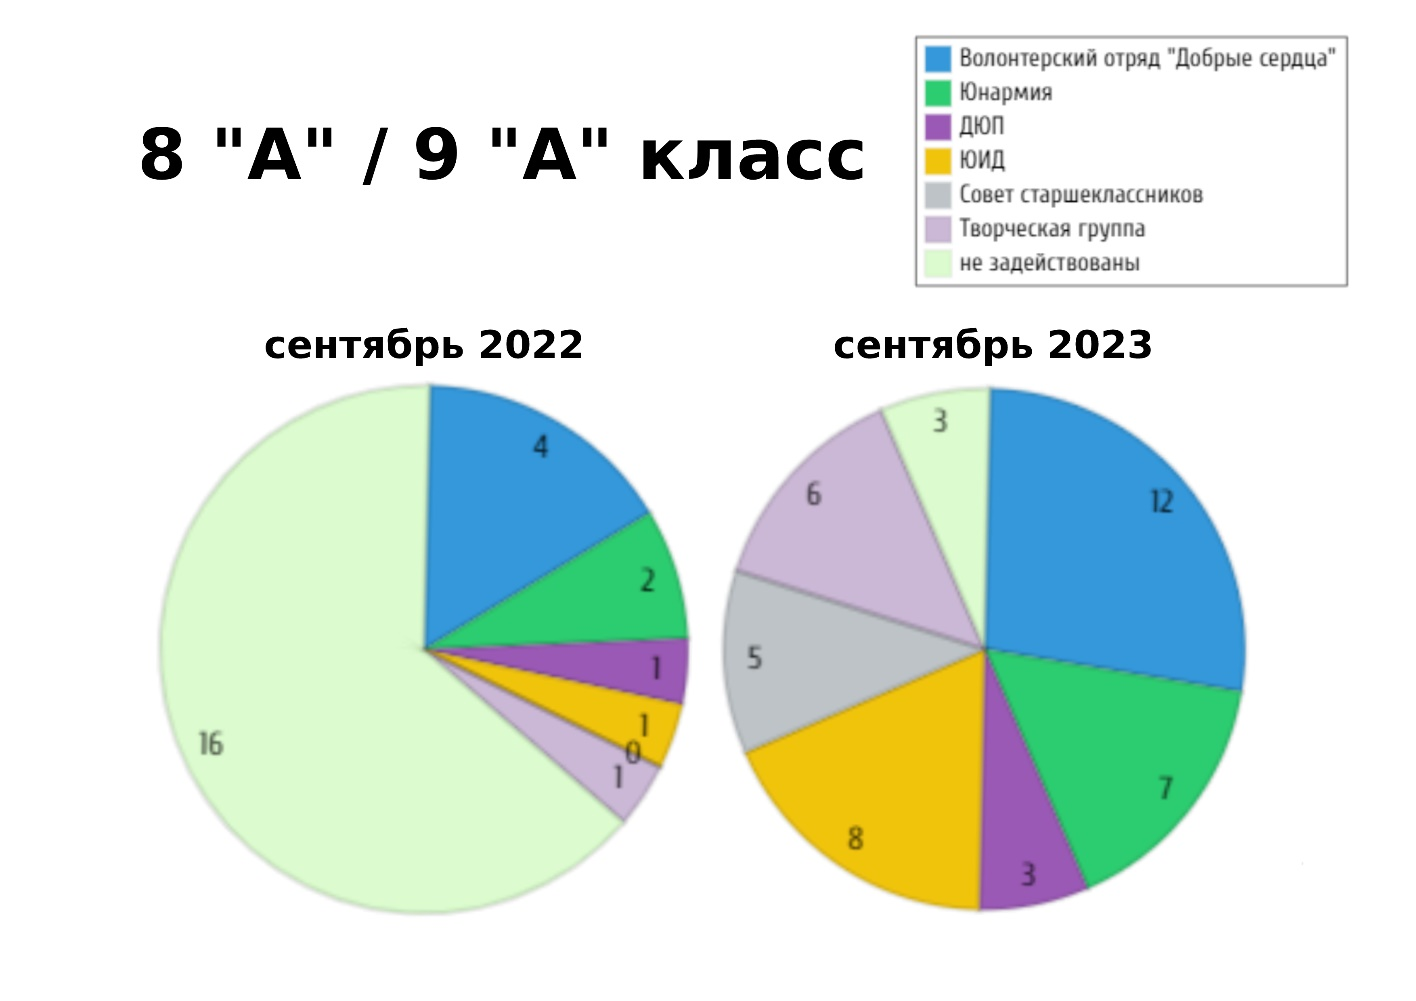 8 "А" / 9 "А" класс
Волонтерский отряд "Добрые сердца"
Юнармия
ДЮП
ЮИД
Совет старшеклассников
Творческая группа
не задействованы
сентябрь 2022
сентябрь 2023
4
2
1
1
0
1
16
12
7
3
8
5
6
3